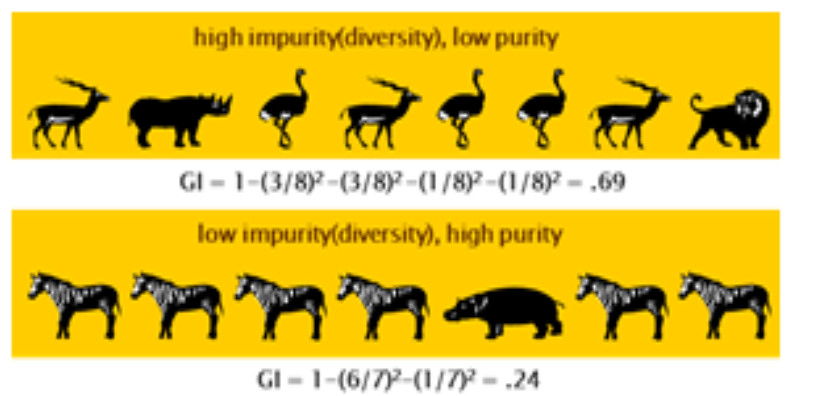 high impurity(diversity), low purity
GI = 1-(3/8)²-(3/8)²-(1/8)²-(1/8)² = .69
low impurity(diversity), high purity
GI = 1-(6/7)²-(1/7)² = .24